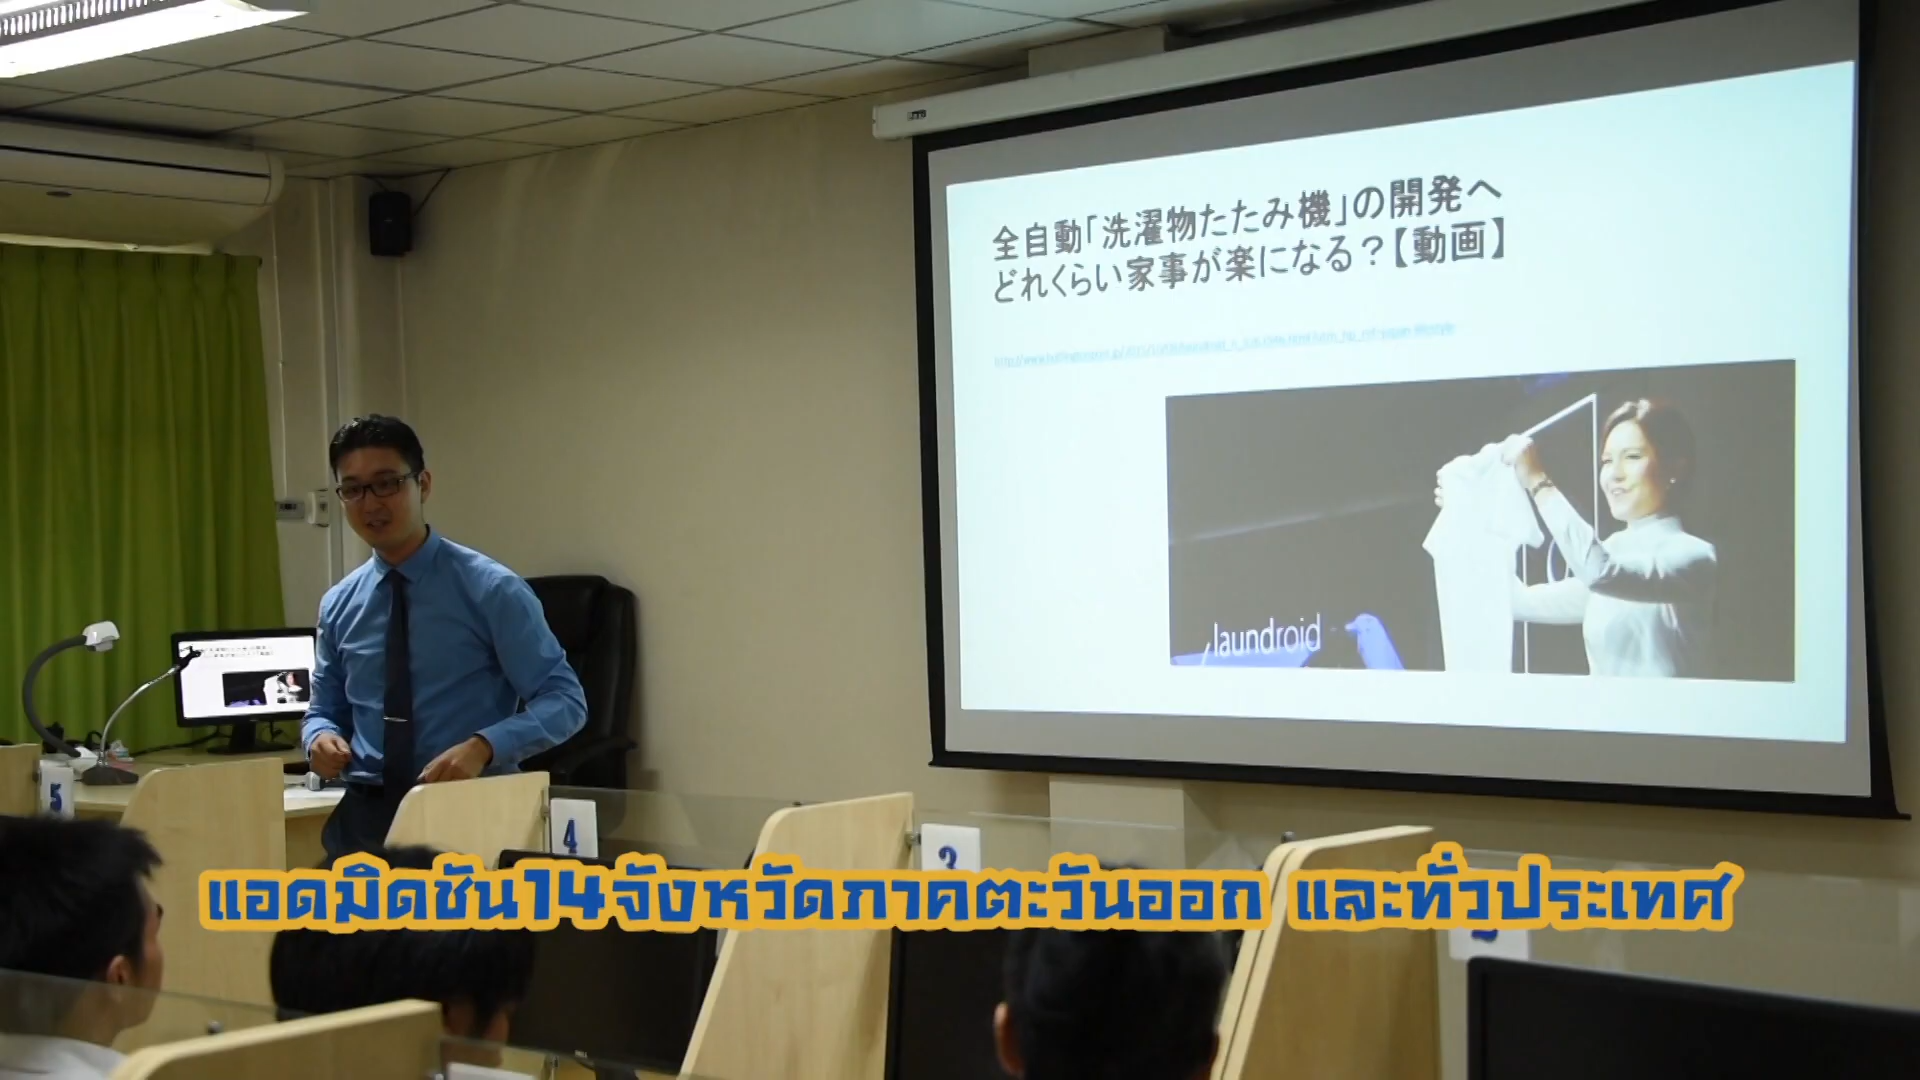 全自動「洗濯物たたみ機」の開発へ
どれくらい家事が楽になる？【動画】
laundroid
5
4
3
แอดมิดชัน14จังหวัดภาคตะวันออก และทั่วประเทศ